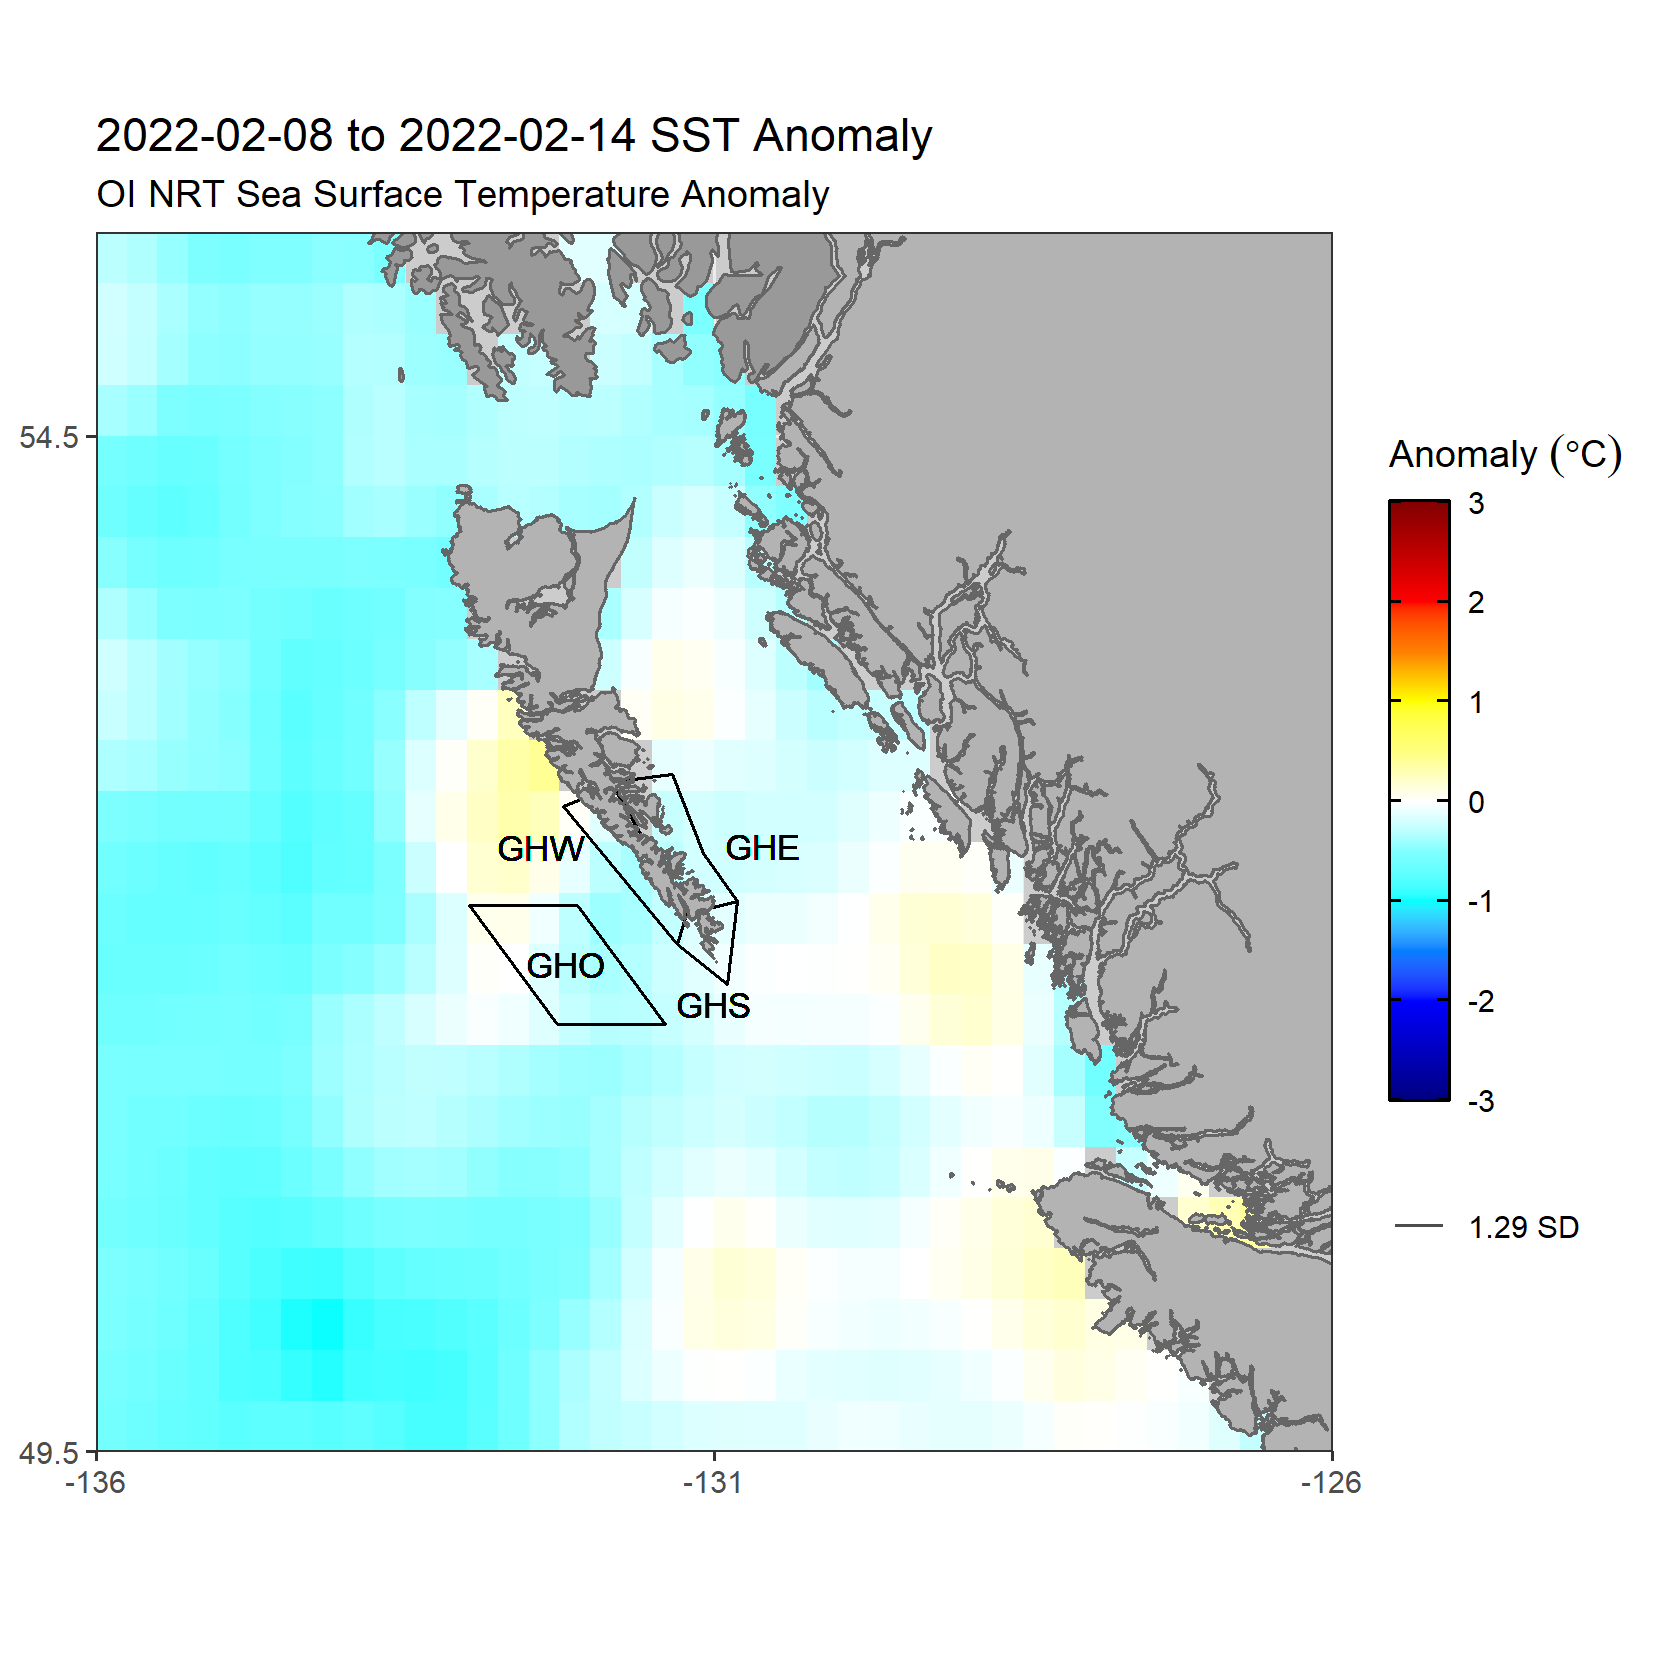 2022-02-08 to 2022-02-14 SST Anomaly
OI NRT Sea Surface Temperature Anomaly
54.5
49.5
-136
-131
-126
GHW
GHE
GHO
GHS
Anomaly (°C)
3
2
1
0
-1
-2
-3
1.29 SD